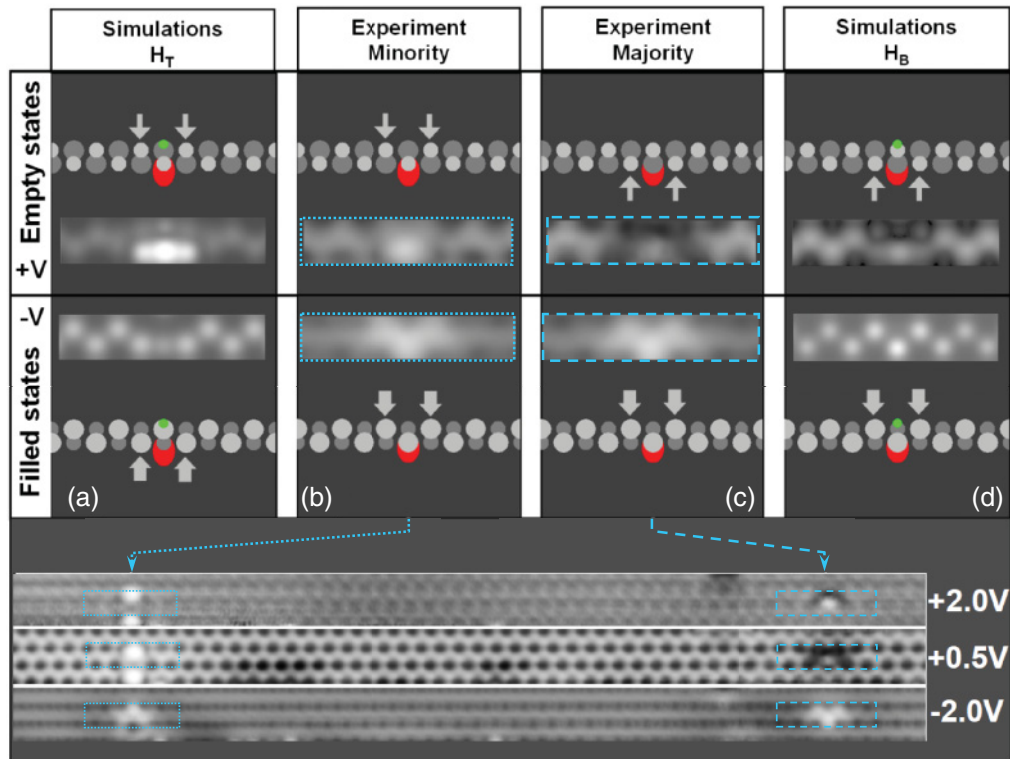 Simulations
H_T
Experiment
Minority
Experiment
Majority
Simulations
H_B
+V Empty states
Filled states -V
(a)
(b)
(c)
(d)
+2.0V
+0.5V
-2.0V